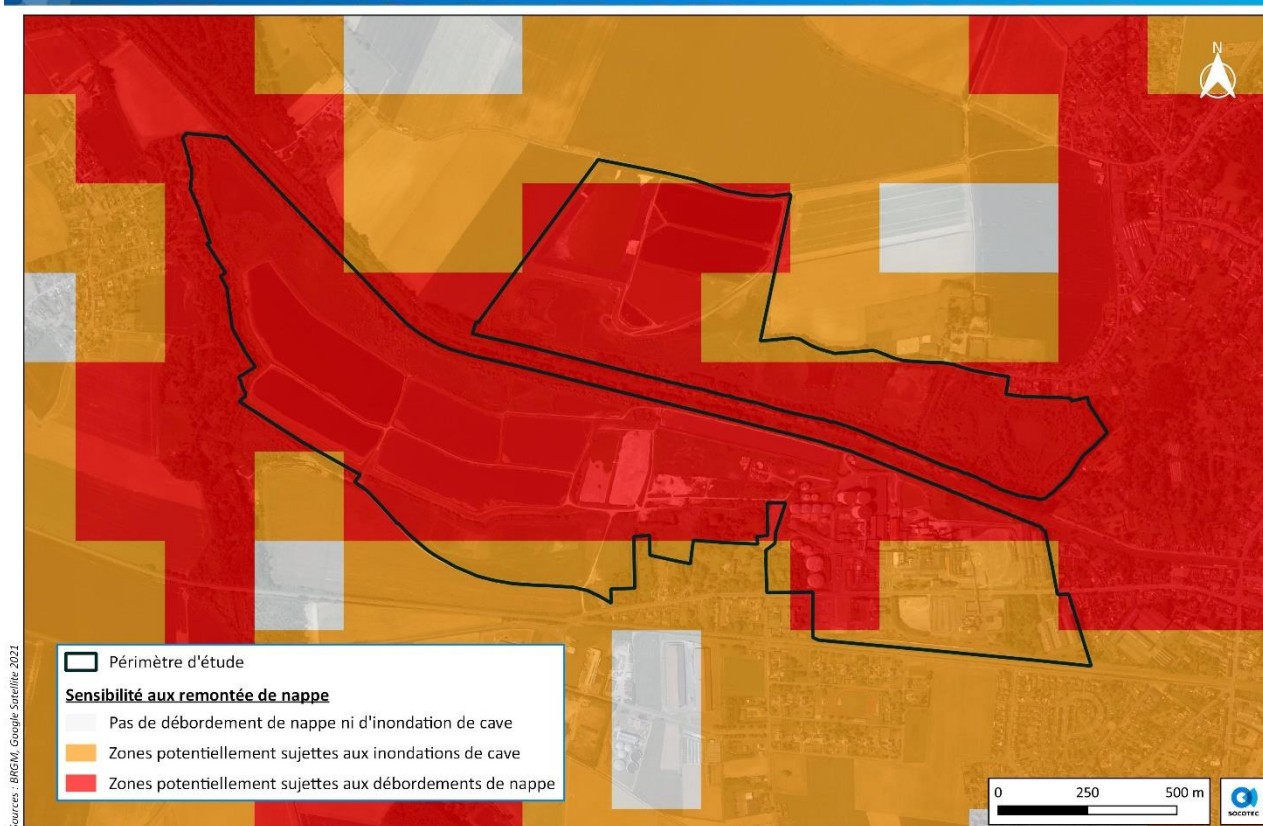 N
Périmètre d'étude
Sensibilité aux remontée de nappe
Pas de débordement de nappe ni d'inondation de cave
Zones potentiellement sujettes aux inondations de cave
Zones potentiellement sujettes aux débordements de nappe
0 250 500 m
SOCOTEC
Sources : BRGM, Google Satellite 2021